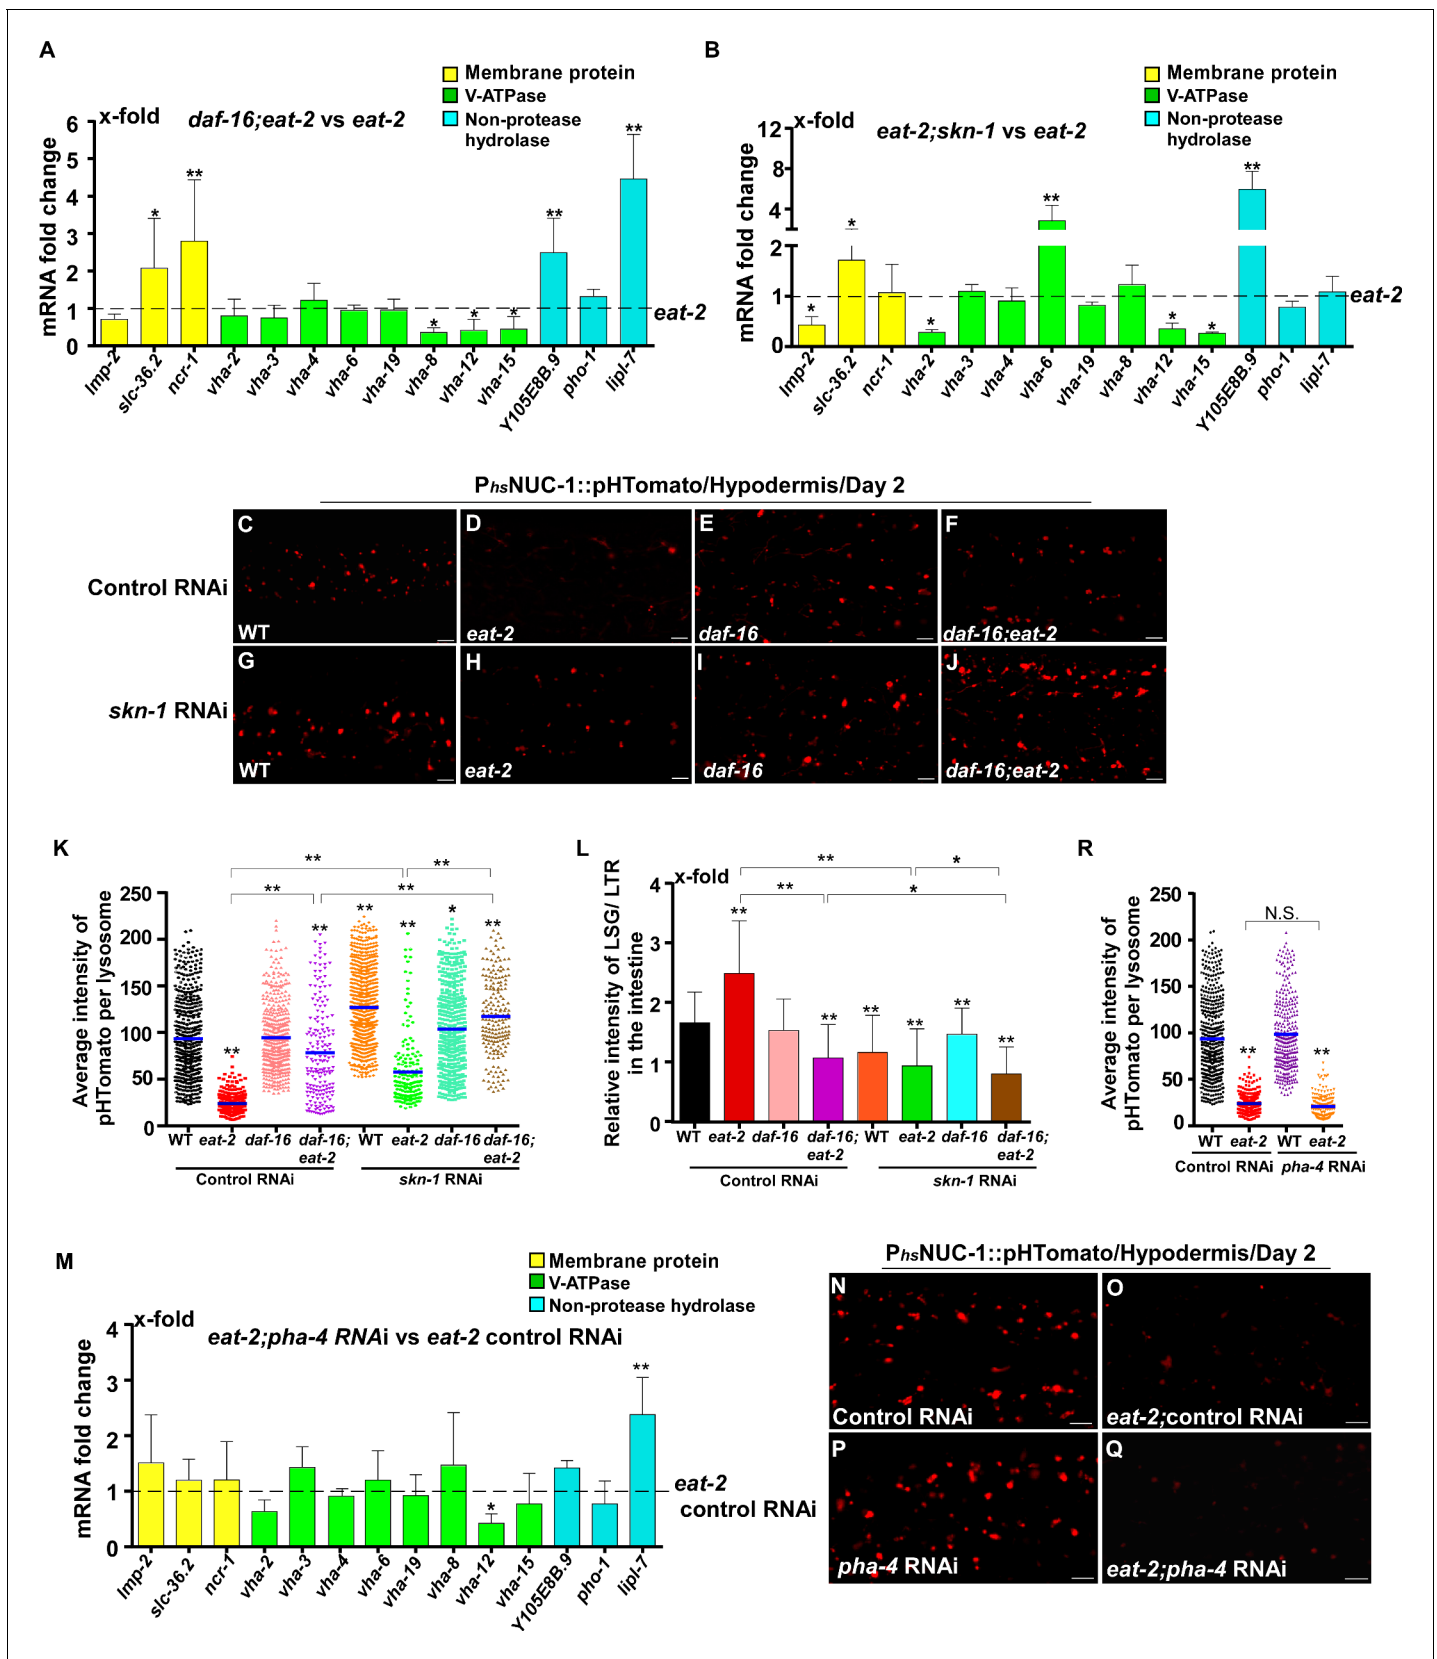 A
Membrane protein
V-ATPase
Non-protease
hydrolase
x-fold
daf-16;eat-2 vs eat-2
mRNA fold change
6
5
4
3
2
1
0
** 
*
**
*
*
*
**
**
eat-2
lmp-2
slc-36.2
ncr-1
vha-2
vha-3
vha-4
vha-6
vha-19
vha-8
vha-12
vha-15
Y105E8B.9
pho-1
lipl-7
B
Membrane protein
V-ATPase
Non-protease
hydrolase
x-fold
eat-2;skn-1 vs eat-2
mRNA fold change
12
8
4
2
1
0
*
*
*
**
*
*
**
eat-2
lmp-2
slc-36.2
ncr-1
vha-2
vha-3
vha-4
vha-6
vha-19
vha-8
vha-12
vha-15
Y105E8B.9
pho-1
lipl-7
PhsNUC-1::pHTomato/Hypodermis/Day 2
Control RNAi
C
WT
D
eat-2
E
daf-16
F
daf-16;eat-2
skn-1 RNAi
G
WT
H
eat-2
I
daf-16
J
daf-16;eat-2
K
Average intensity of
pHTomato per lysosome
250
200
150
100
50
0
** **
** **
** ** ** ** * **
WT eat-2 daf-16 daf-16; WT eat-2 daf-16 daf-16;
eat-2 eat-2
Control RNAi skn-1 RNAi
L
x-fold
Relative intensity of LSG/ LTR
in the intestine
4
3
2
1
0
** *
** *
** ** ** ** ** **
WT eat-2 daf-16 daf-16; WT eat-2 daf-16 daf-16;
eat-2 eat-2
Control RNAi skn-1 RNAi
R
Average intensity of
pHTomato per lysosome
250
200
150
100
50
0
N.S.
** **
WT eat-2 WT eat-2
Control RNAi pha-4 RNAi
M
Membrane protein
V-ATPase
Non-protease hydrolase
x-fold
eat-2;pha-4 RNAi vs eat-2 control RNAi
mRNA fold change
4
3
2
1
0
*
**
eat-2
control RNAi
lmp-2
slc-36.2
ncr-1
vha-2
vha-3
vha-4
vha-6
vha-19
vha-8
vha-12
vha-15
Y105E8B.9
pho-1
lipl-7
PhsNUC-1::pHTomato/Hypodermis/Day 2
N
Control RNAi
O
eat-2;control RNAi
P
pha-4 RNAi
Q
eat-2;pha-4 RNAi